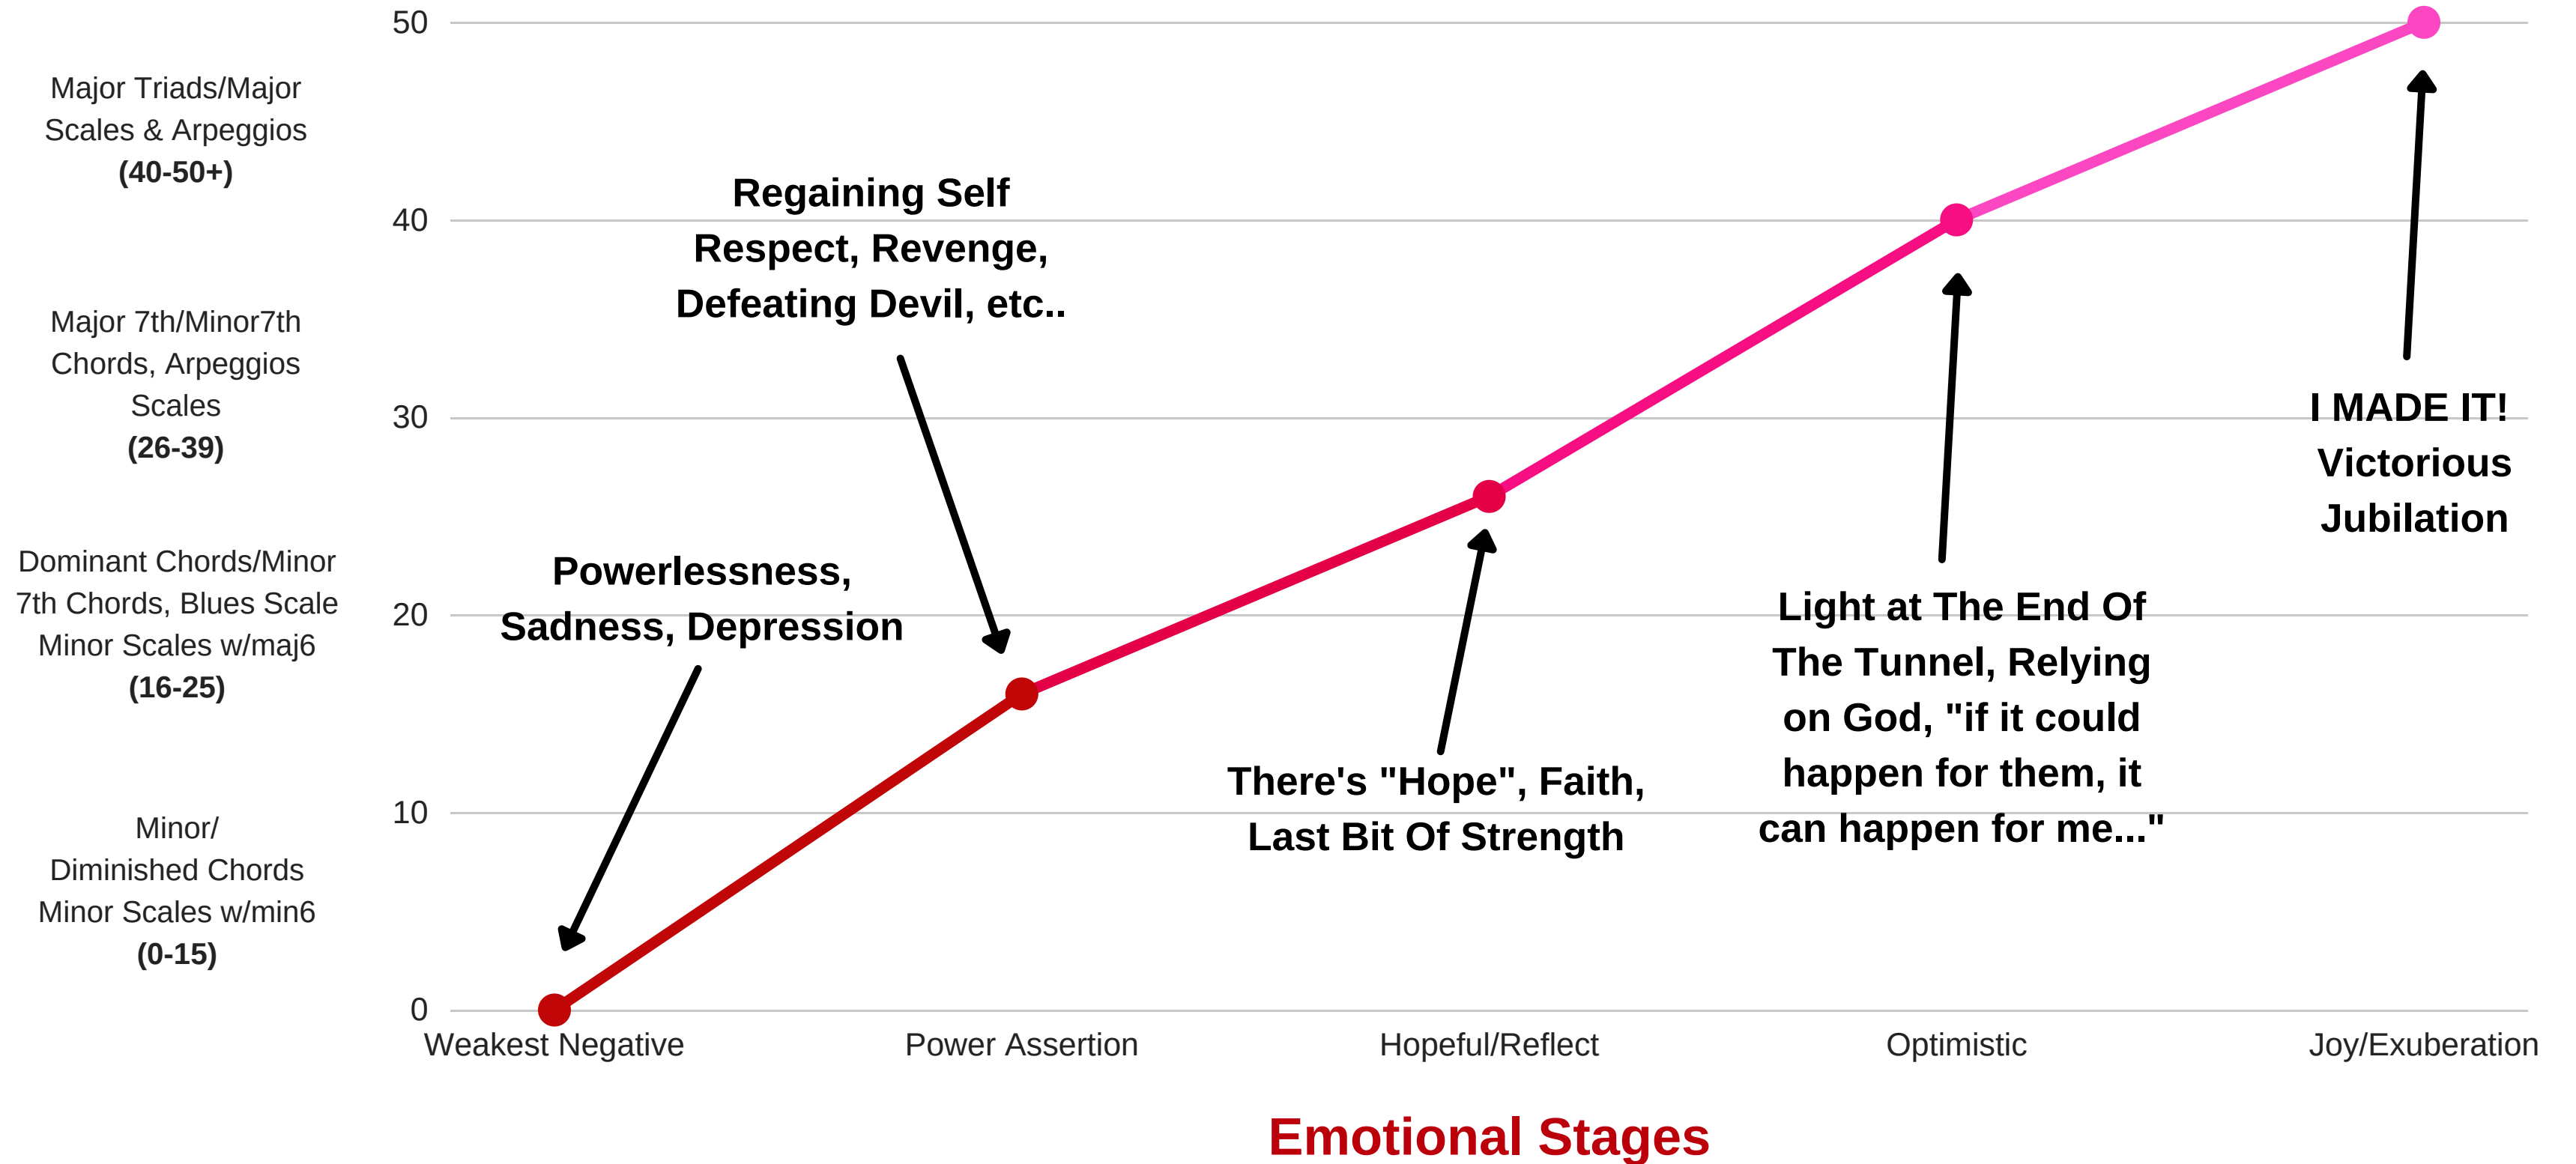 50
Major Triads/Major
Scales & Arpeggios
(40-50+)
40
Major 7th/Minor7th
Chords, Arpeggios
Scales
(26-39)
30
Dominant Chords/Minor
7th Chords, Blues Scale
Minor Scales w/maj6
(16-25)
20
Minor/
Diminished Chords
Minor Scales w/min6
(0-15)
10
0
Regaining Self
Respect, Revenge,
Defeating Devil, etc..
Powerlessness,
Sadness, Depression
There's "Hope", Faith,
Last Bit Of Strength
Light at The End Of
The Tunnel, Relying
on God, "if it could
happen for them, it
can happen for me..."
I MADE IT!
Victorious
Jubilation
Weakest Negative
Power Assertion
Hopeful/Reflect
Optimistic
Joy/Exuberation
Emotional Stages